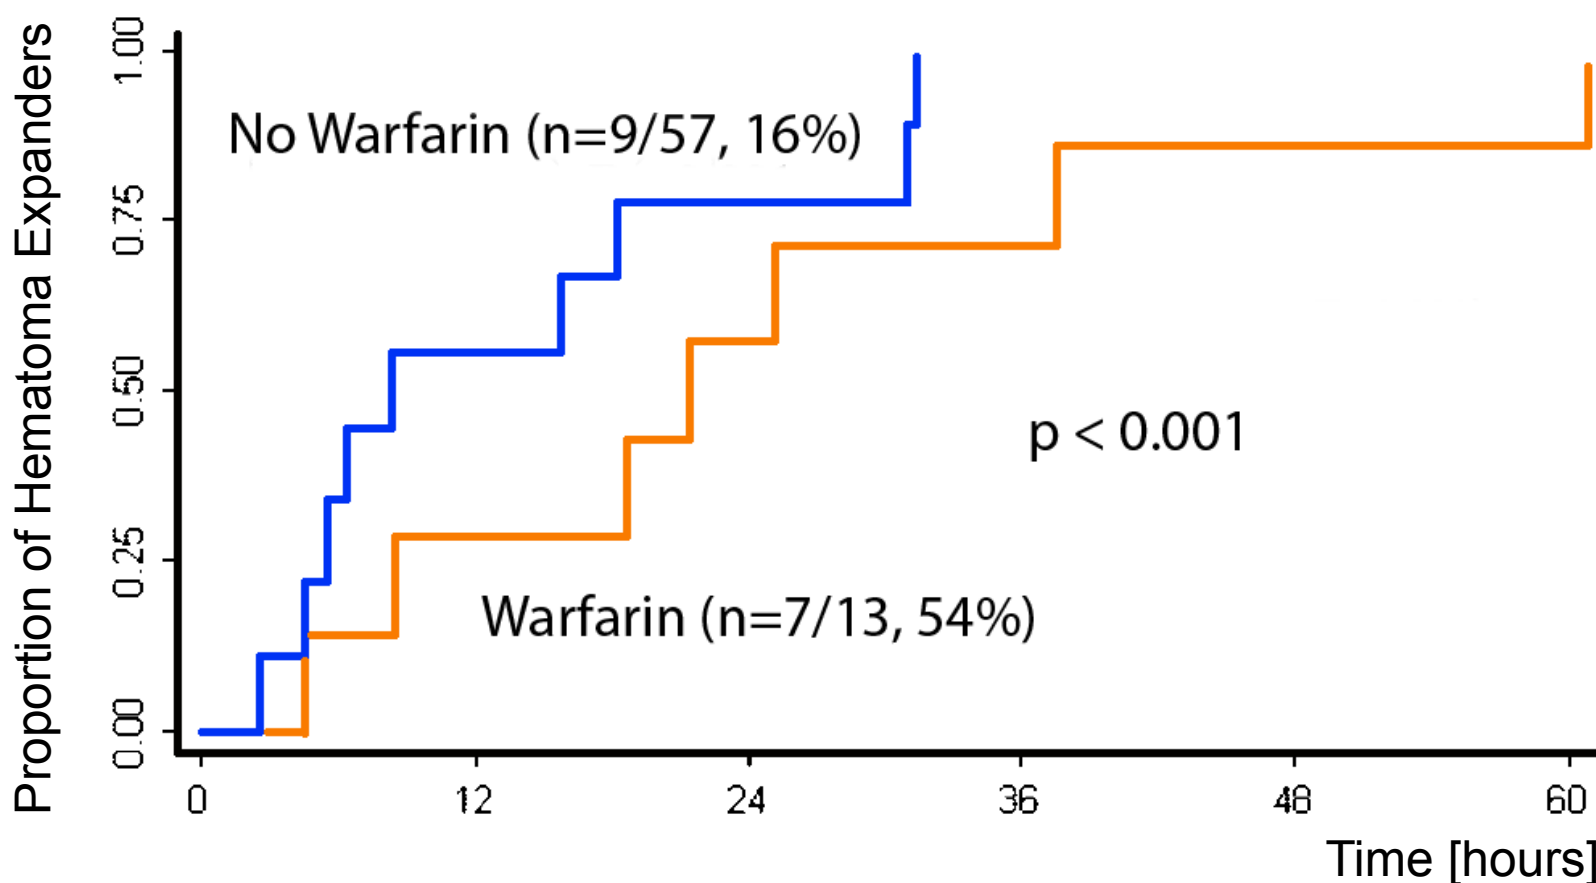 Proportion of Hematoma Expanders
1.00
0.75
0.50
0.25
0.00
No Warfarin (n=9/57, 16%)
p < 0.001
Warfarin (n=7/13, 54%)
0 12 24 36 48 60
Time [hours]